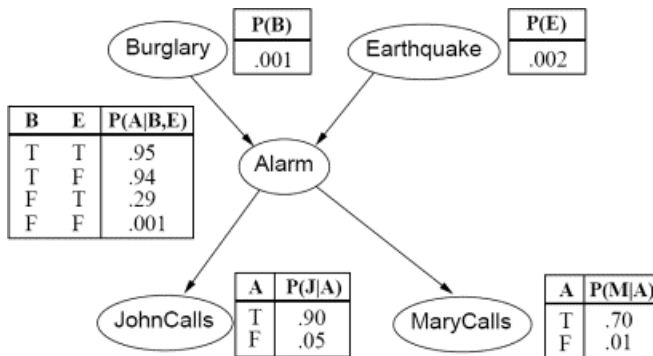 Burglary
P(B)
.001
Earthquake
P(E)
.002
B E P(A|B,E)
T T .95
T F .94
F T .29
F F .001
Alarm
JohnCalls
A P(J|A)
T .90
F .05
MaryCalls
A P(M|A)
T .70
F .01